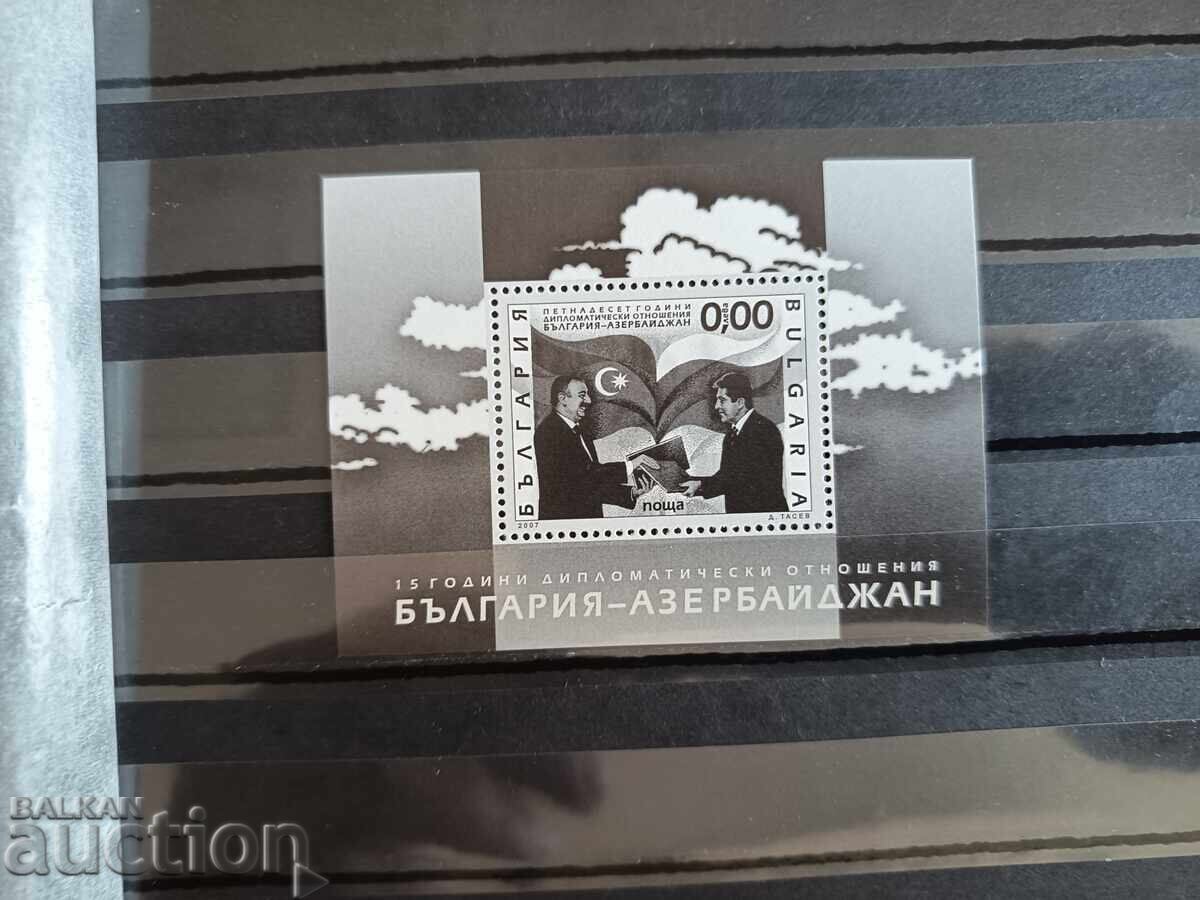 ПЕТНАДЕСЕТ ГОДИНИ
ДИПЛОМАТИЧЕСКИ ОТНОШЕНИЯ
БЪЛГАРИЯ–АЗЕРБАЙДЖАН
0,00
лева
БЪЛГАРИЯ
BULGARIA
поща
2007
Д. ТАСЕВ
15 ГОДИНИ ДИПЛОМАТИЧЕСКИ ОТНОШЕНИЯ
БЪЛГАРИЯ–АЗЕРБАЙДЖАН
BALKAN
auction